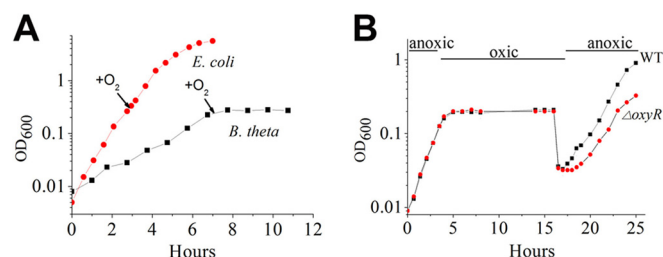 A
OD600
1
0.1
0.01
+O2
E. coli
+O2
B. theta
0 2 4 6 8 10 12
Hours
B
anoxic oxic anoxic
OD600
1
0.1
0.01
WT
ΔoxyR
0 5 10 15 20 25
Hours